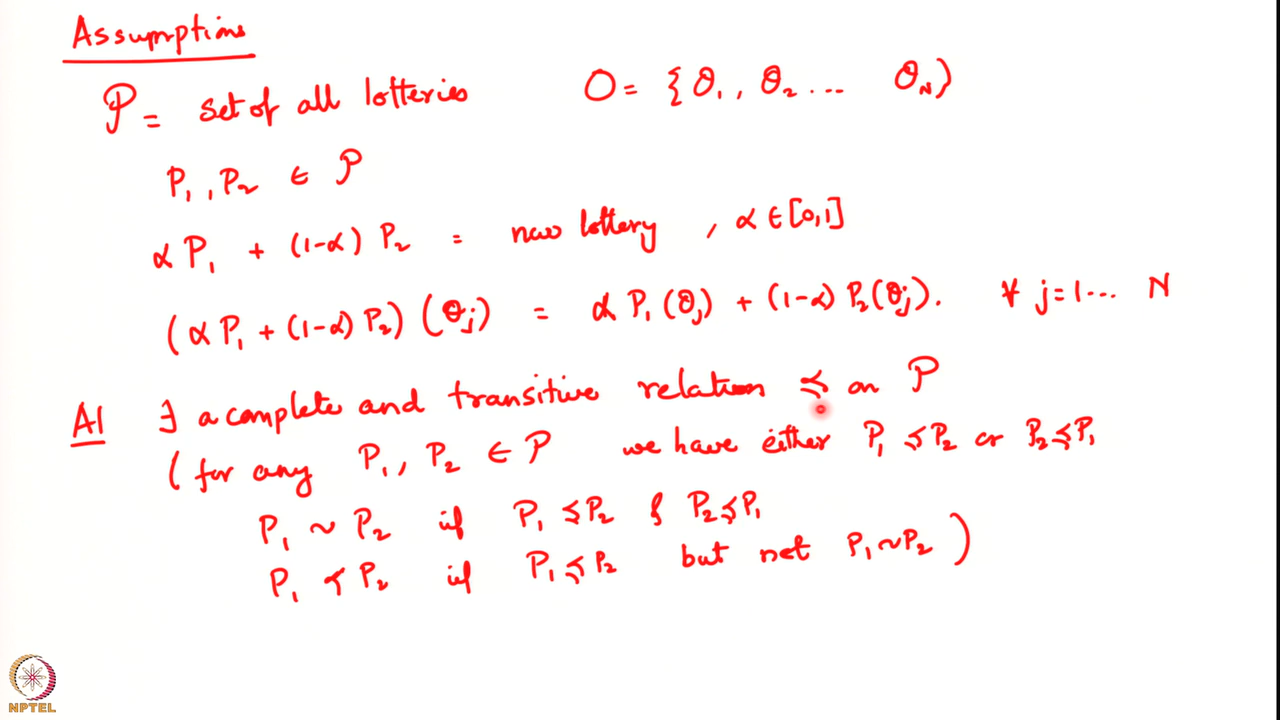 Assumptions
𝒫 = set of all lotteries O = {θ₁, θ₂ ... θ_N}
P₁, P₂ ∈ 𝒫
αP₁ + (1-α) P₂ = new lottery , α ∈ [0,1]
(αP₁ + (1-α) P₂) (θⱼ) = αP₁(θⱼ) + (1-α) P₂(θⱼ). ∀ j=1... N
A1 ∃ a complete and transitive relation ≼ on 𝒫
(for any P₁, P₂ ∈ 𝒫 we have either P₁ ≼ P₂ or P₂ ≼ P₁
P₁ ~ P₂ if P₁ ≼ P₂ & P₂ ≼ P₁
P₁ ≺ P₂ if P₁ ≼ P₂ but not P₁ ~ P₂)
NPTEL